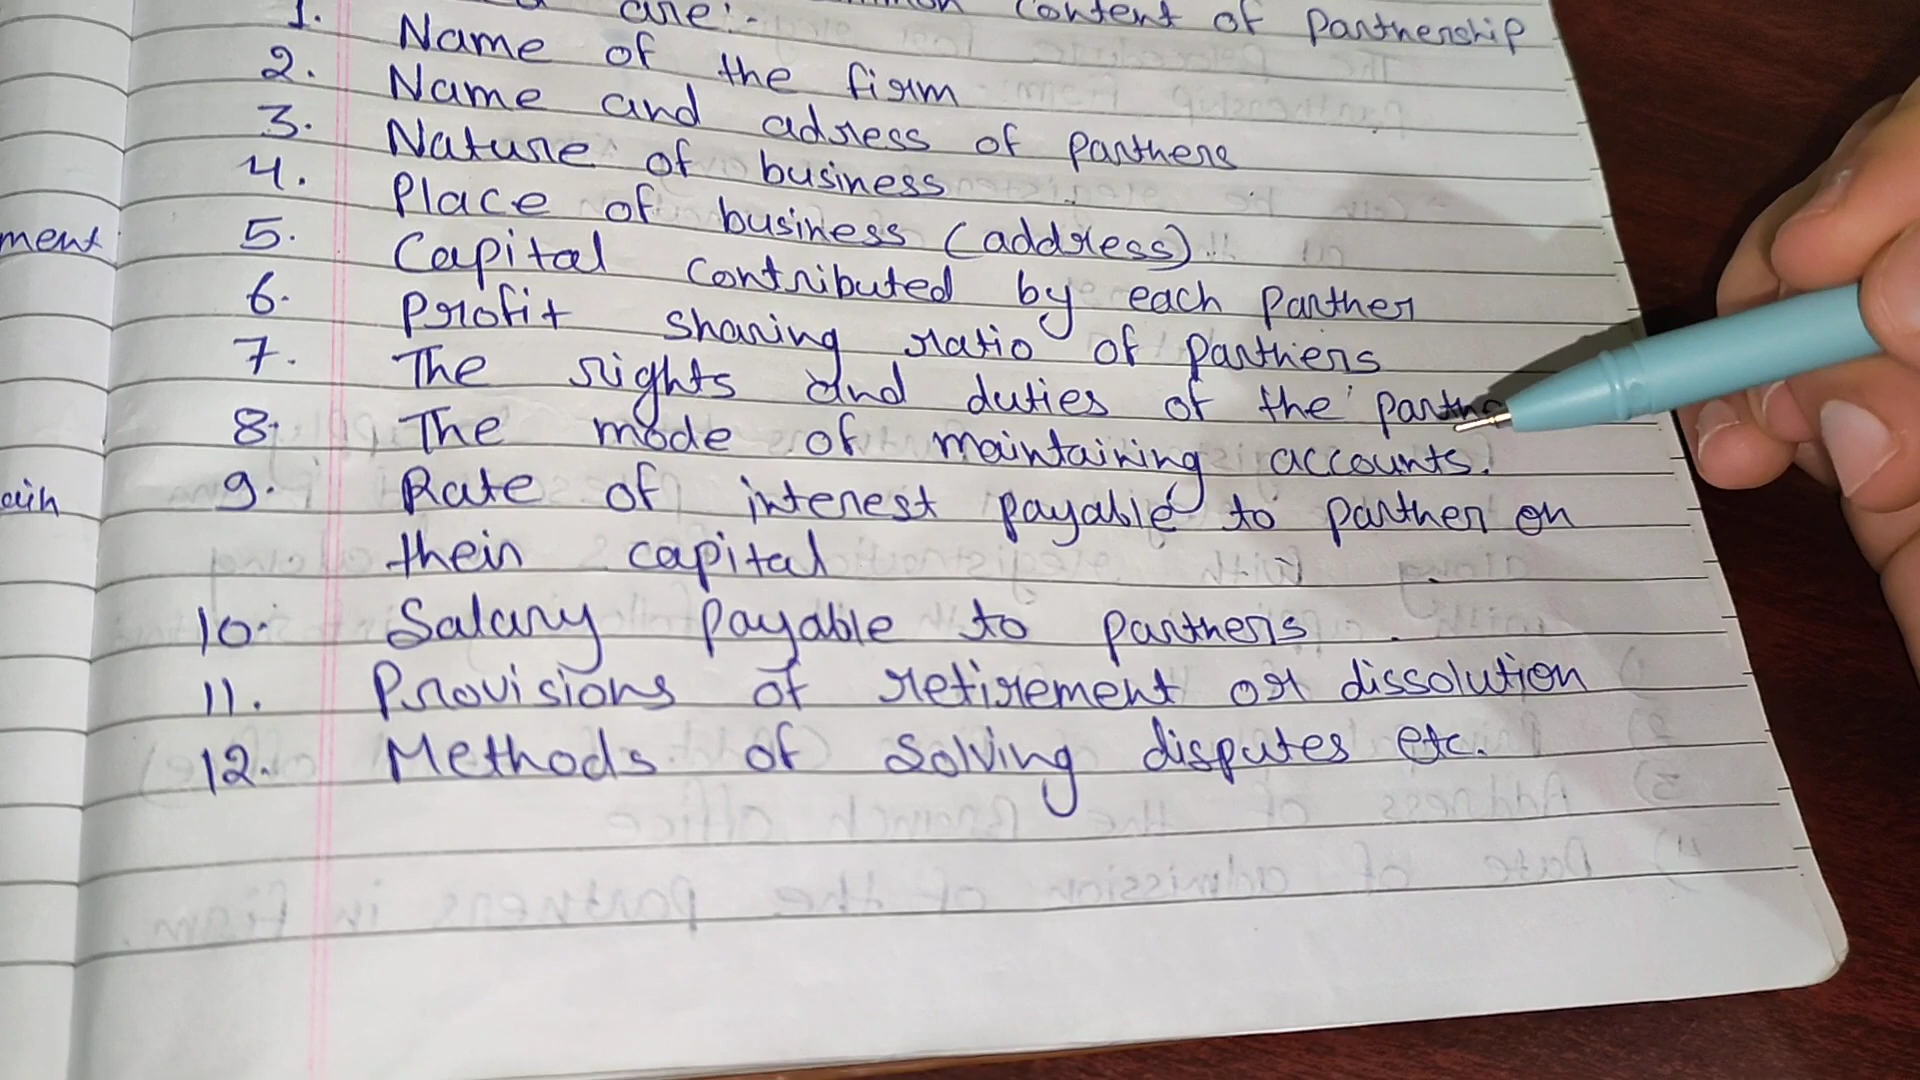 are:- content of Partnership
1. Name of the firm
2. Name and adress of partners
3. Nature of business
4. Place of business (address)
5. Capital contributed by each Partner
6. Profit sharing ratio of partners
7. The rights and duties of the
8. The mode of maintaining accounts.
9. Rate of interest payable to partner on
their capital
10. Salary payable to partners.
11. Provisions of retirement or dissolution
12. Methods of solving disputes etc.
ment